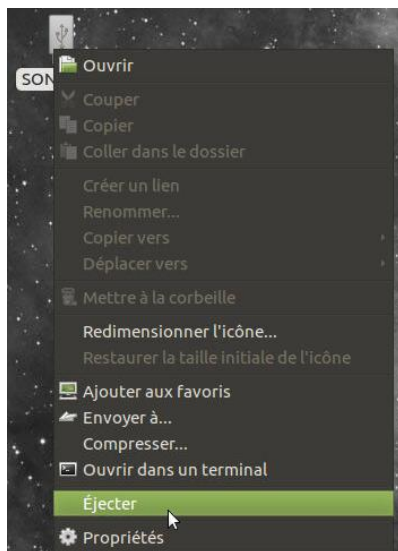 SON
Ouvrir
Couper
Copier
Coller dans le dossier
Créer un lien
Renommer...
Copier vers
Déplacer vers
Mettre à la corbeille
Redimensionner l'icône...
Restaurer la taille initiale de l'icône
Ajouter aux favoris
Envoyer à...
Compresser...
Ouvrir dans un terminal
Éjecter
Propriétés